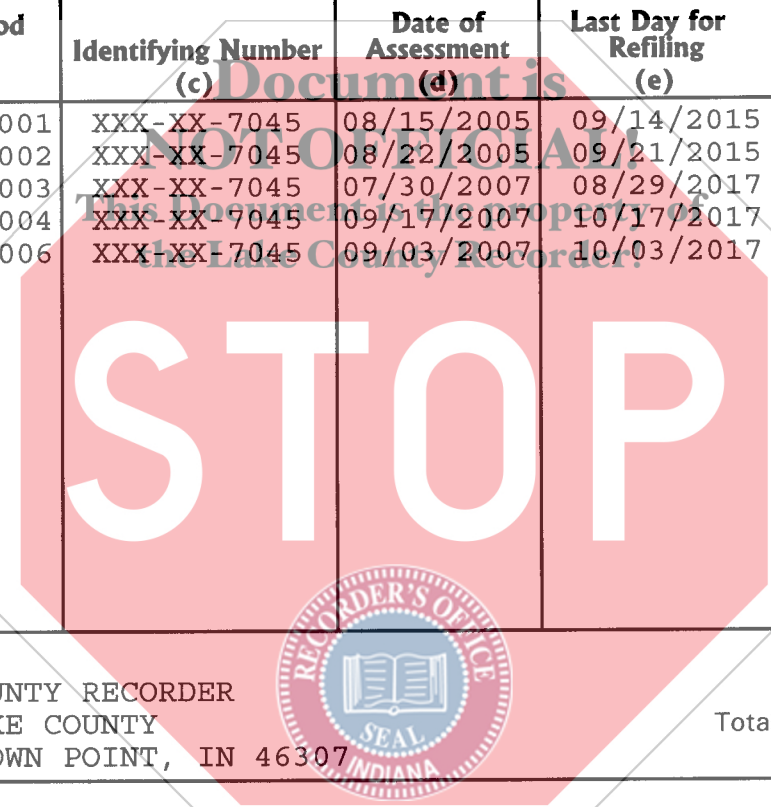 od Identifying Number Date of Assessment Last Day for Refiling
(c) (d) (e)
Document is
NOT OFFICIAL!
This Document is the property of
the Lake County Recorder!
001 XXX-XX-7045 08/15/2005 09/14/2015
002 XXX-XX-7045 08/22/2005 09/21/2015
003 XXX-XX-7045 07/30/2007 08/29/2017
004 XXX-XX-7045 09/17/2007 10/17/2017
006 XXX-XX-7045 09/03/2007 10/03/2017
STOP
RECORDER'S OFFICE
SEAL
INDIANA
UNTY RECORDER
KE COUNTY
OWN POINT, IN 46307
Tota